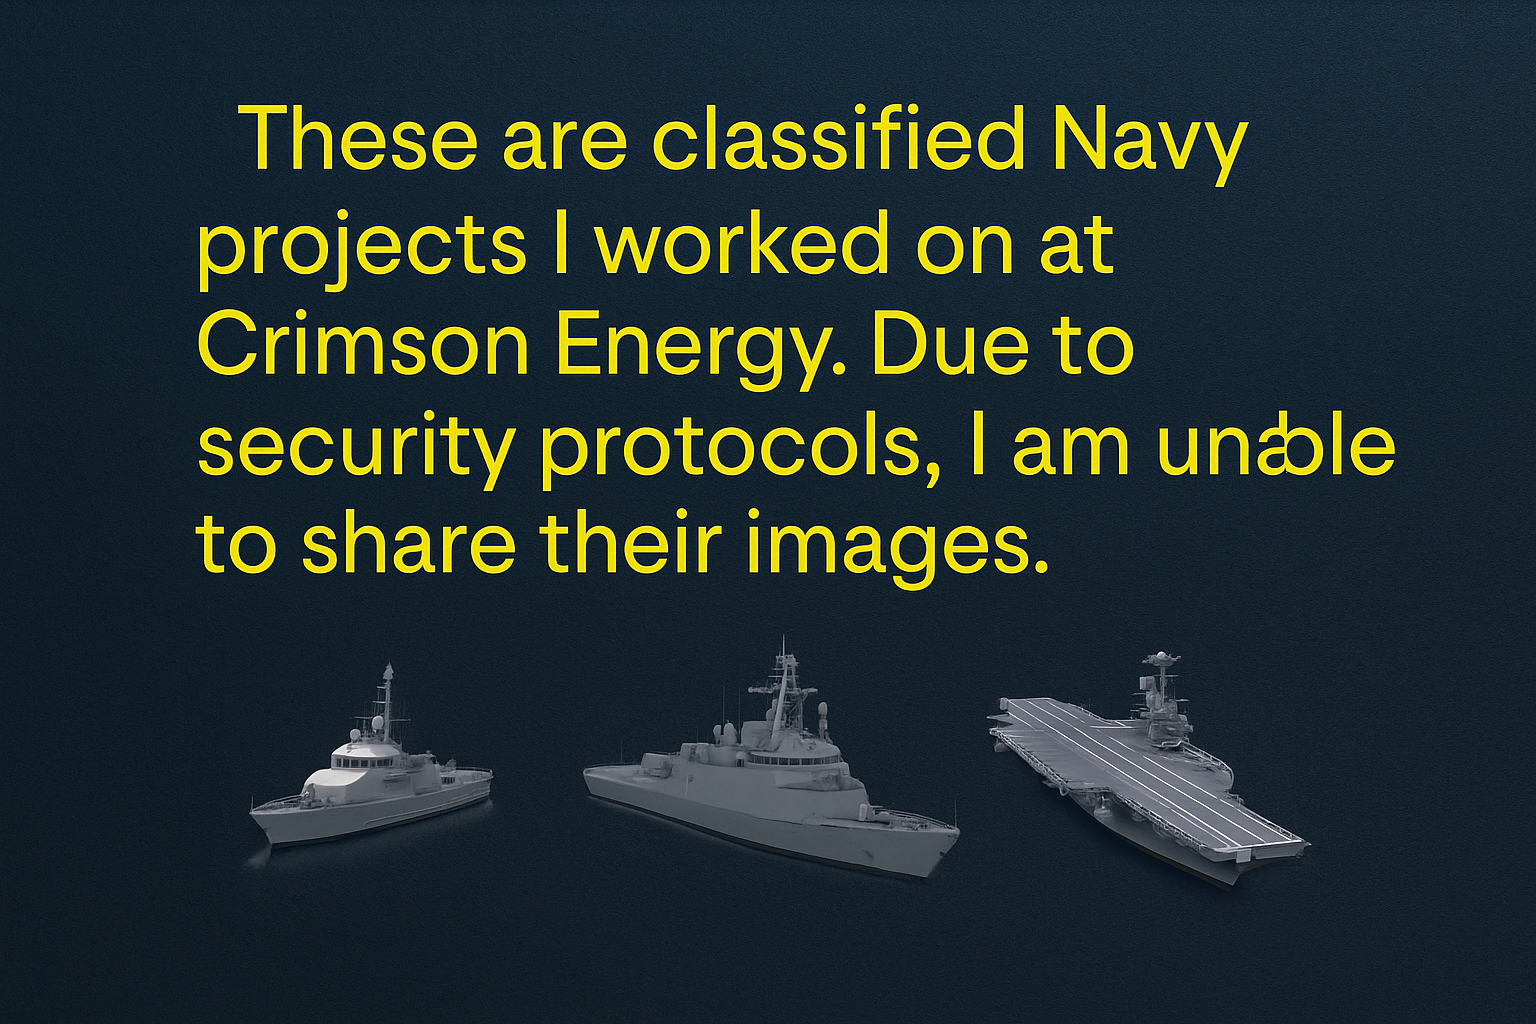 These are classified Navy
projects I worked on at
Crimson Energy. Due to
security protocols, I am unable
to share their images.